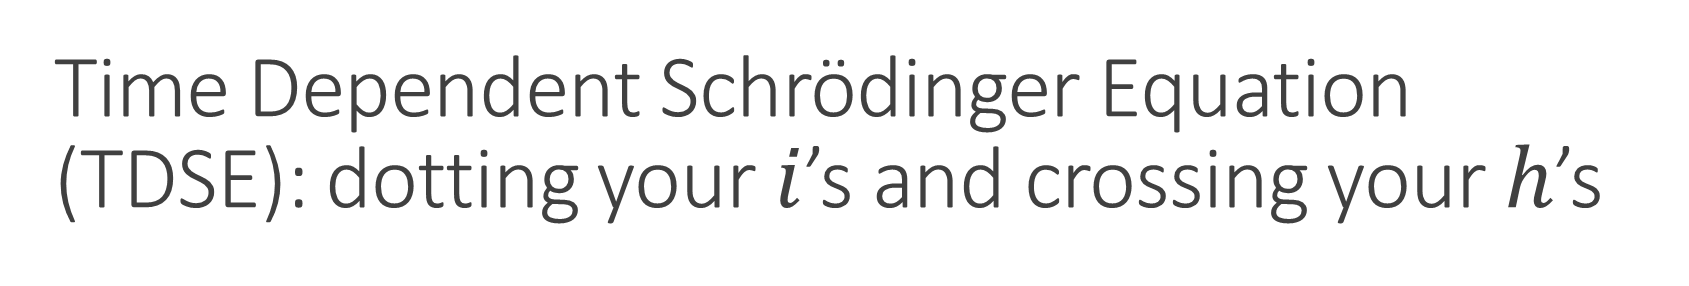 Time Dependent Schrödinger Equation
(TDSE): dotting your i’s and crossing your h’s